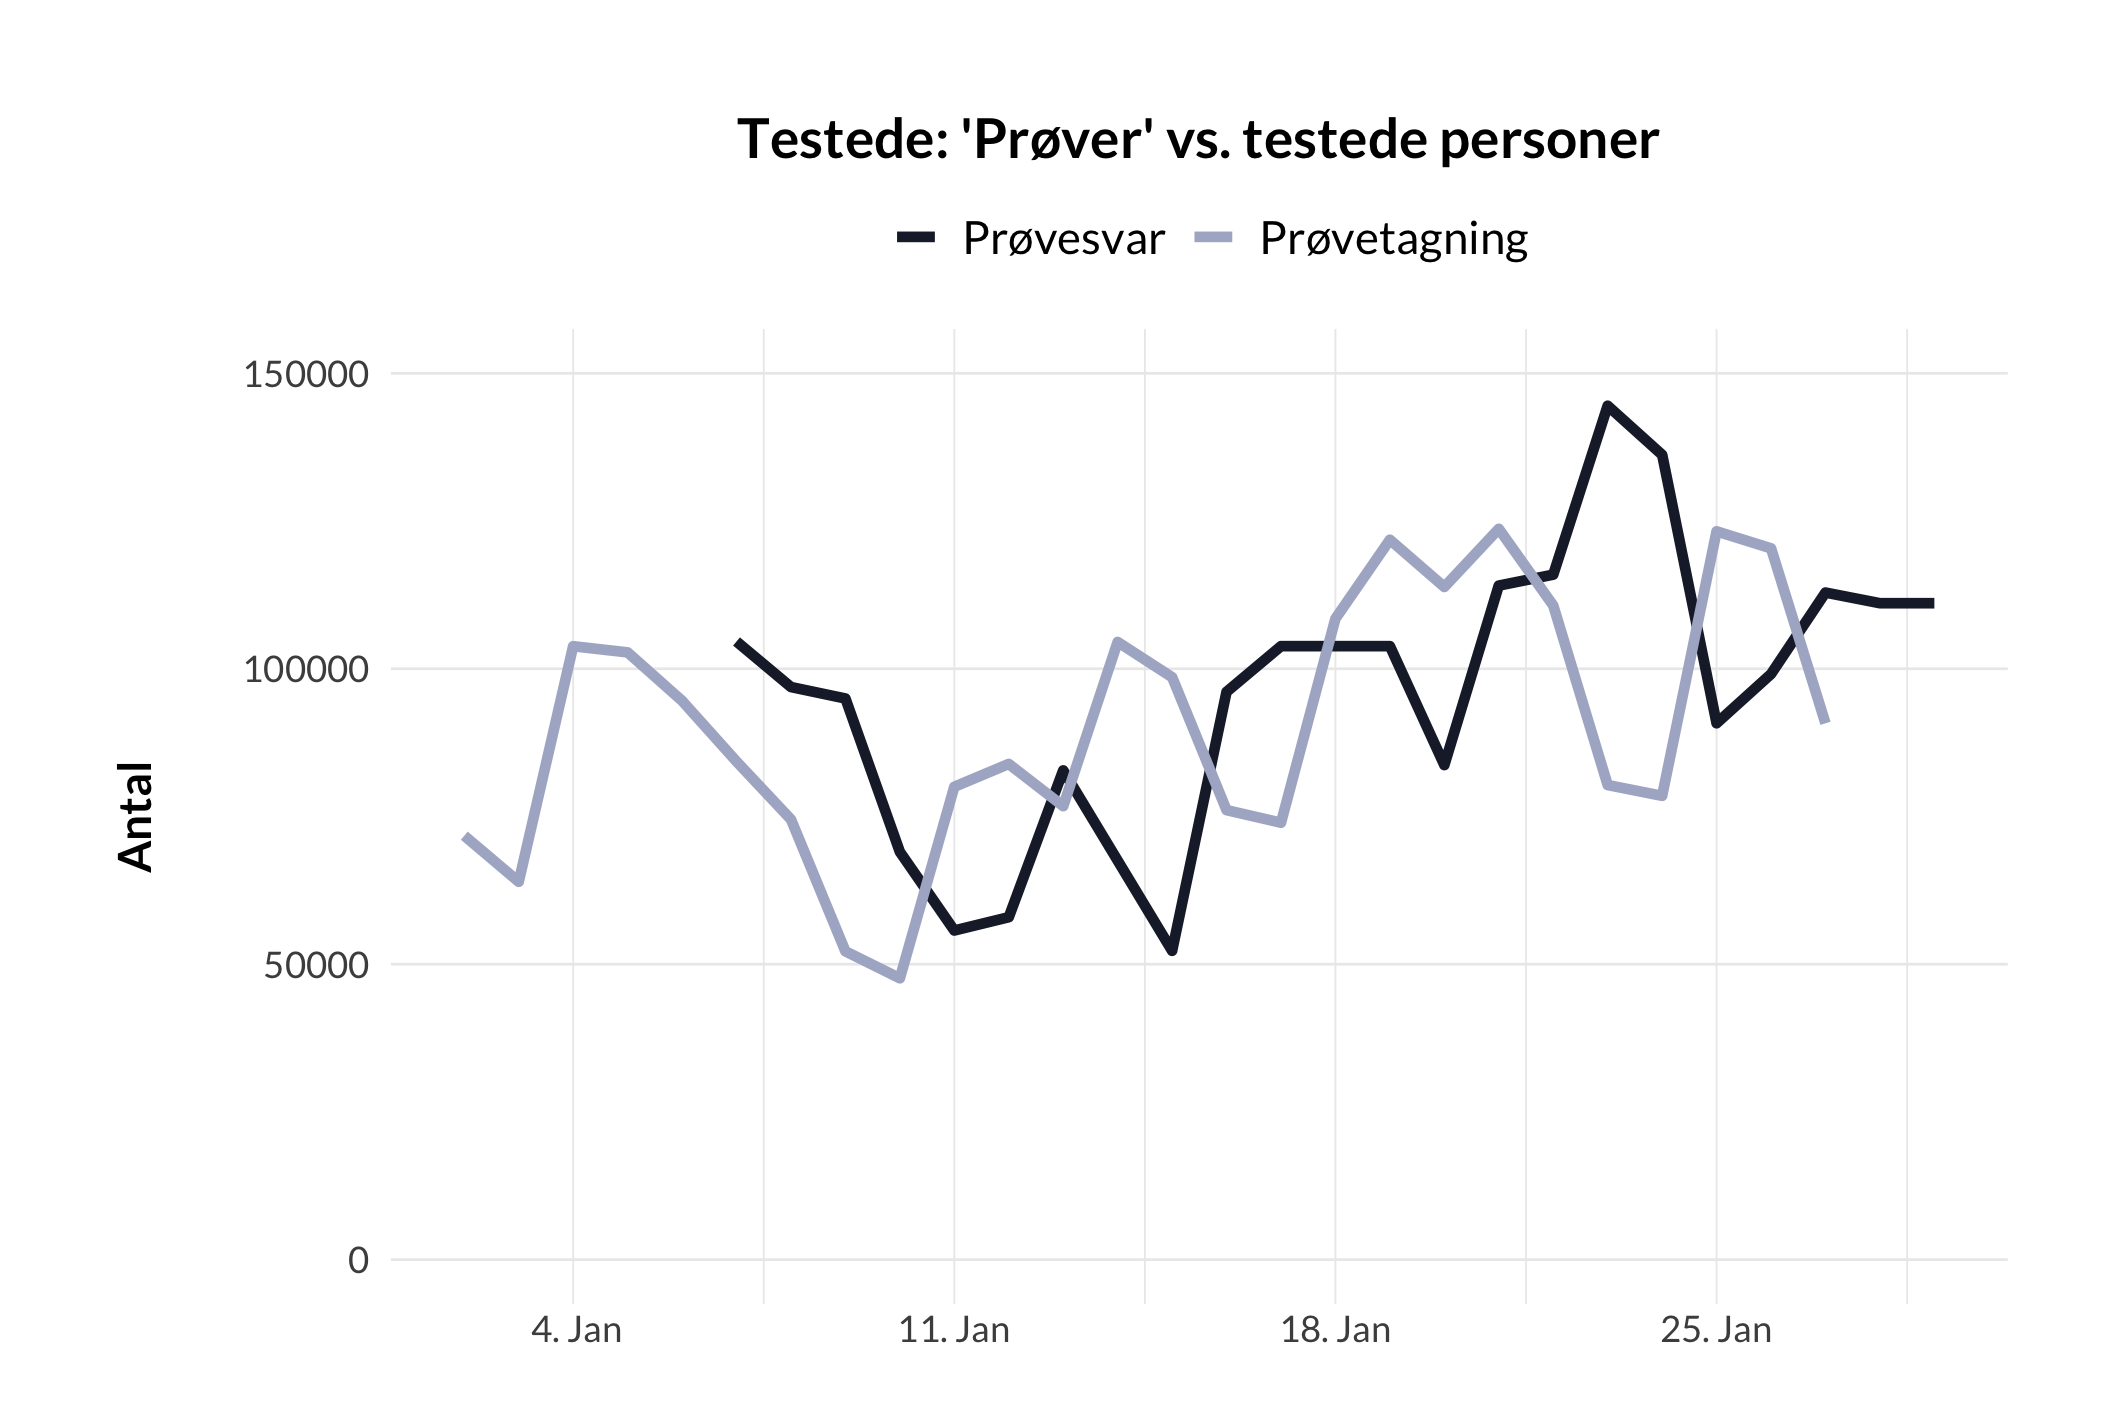 Testede: 'Prøver' vs. testede personer
Prøvesvar Prøvetagning
150000
100000
50000
0
Antal
4. Jan 11. Jan 18. Jan 25. Jan